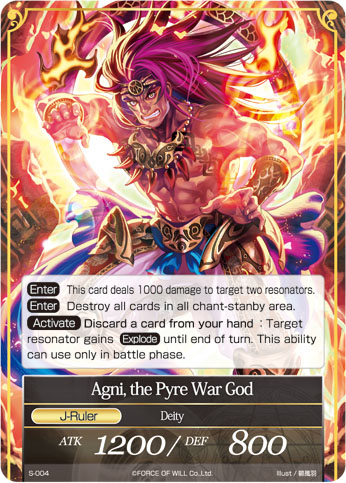 Enter This card deals 1000 damage to target two resonators.
Enter Destroy all cards in all chant-stanby area.
Activate Discard a card from your hand : Target
resonator gains Explode until end of turn. This ability
can use only in battle phase.
Agni, the Pyre War God
J-Ruler Deity
ATK 1200 / DEF 800
S-004 ©FORCE OF WILL Co.,Ltd. Illust /